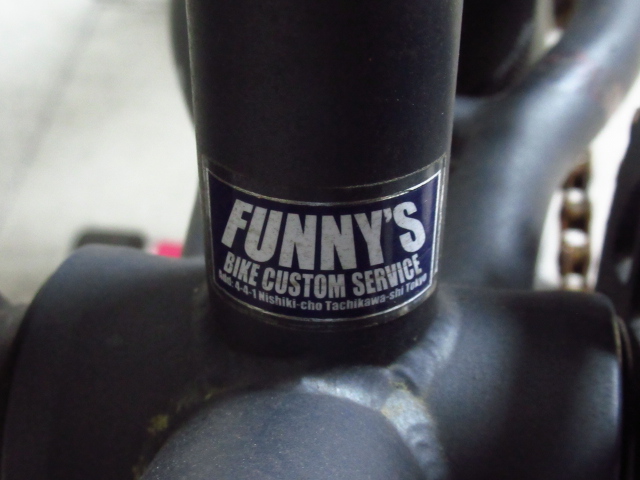 FUNNY'S
BIKE CUSTOM SERVICE
Add: 4-4-1 Nishiki-cho Tachikawa-shi Tokyo